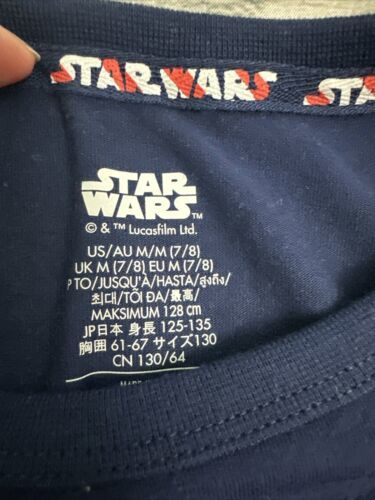 STAR WARS STA
STAR
WARS™
© & ™ Lucasfilm Ltd.
US/AU M/M (7/8)
UK M (7/8) EU M (7/8)
P TO/JUSQU'À/HASTA/สูงถึง/
최대/TỐI ĐA/最高/
MAKSIMUM 128 cm
JP日本 身長 125-135
胸囲 61-67 サイズ130
CN 130/64